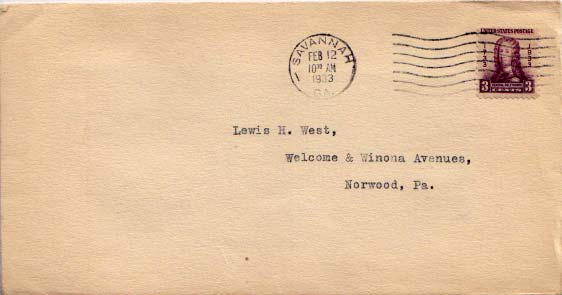 SAVANNAH
FEB 12
10 AM
1933
GA.
UNITED STATES POSTAGE
1733
1933
3 CENTS 3
Lewis H. West,
Welcome & Winona Avenues,
Norwood, Pa.